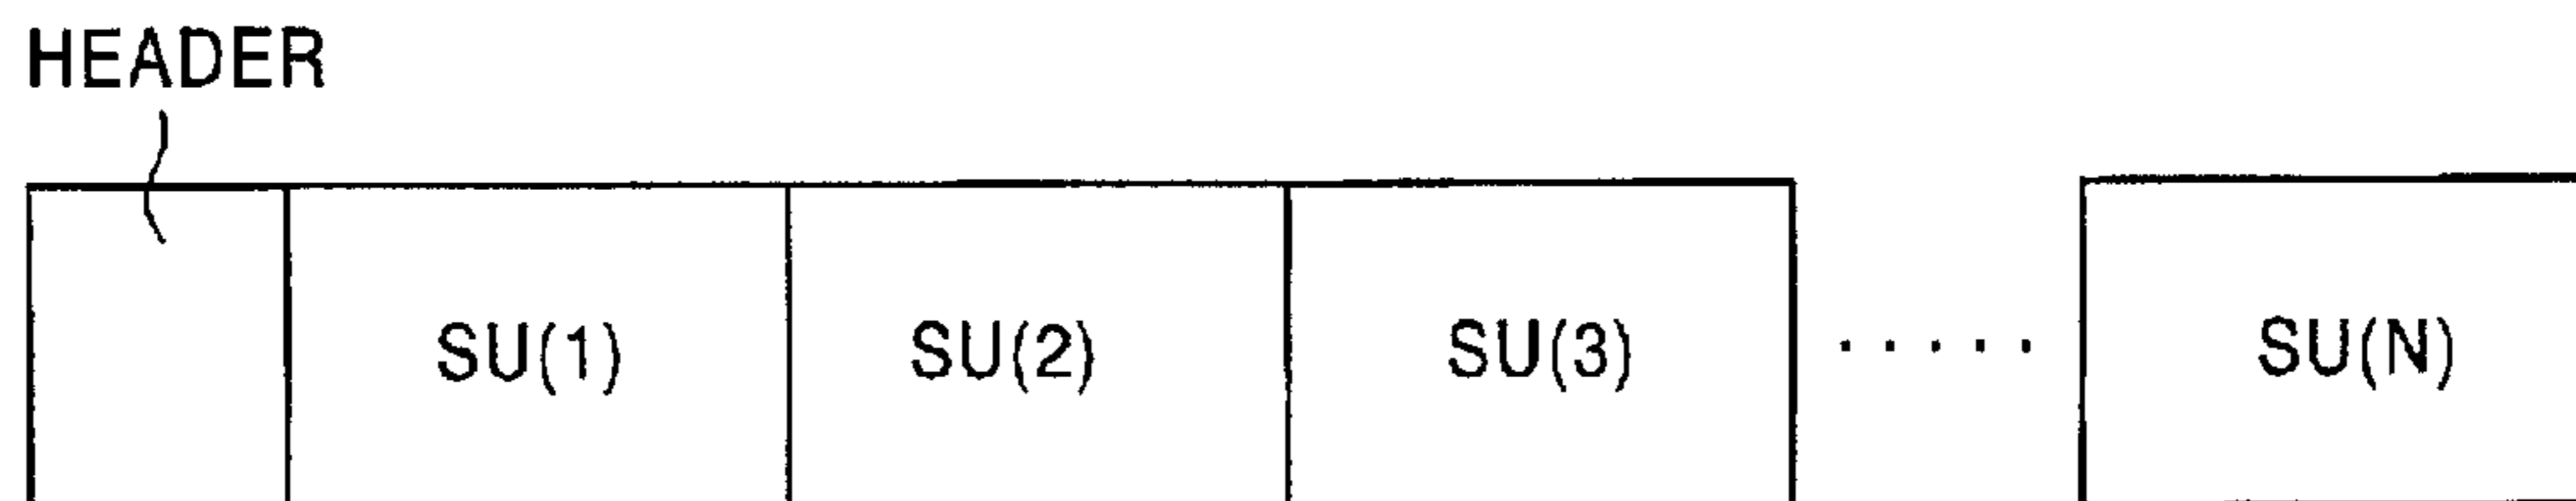 HEADER
SU(1) SU(2) SU(3) ..... SU(N)